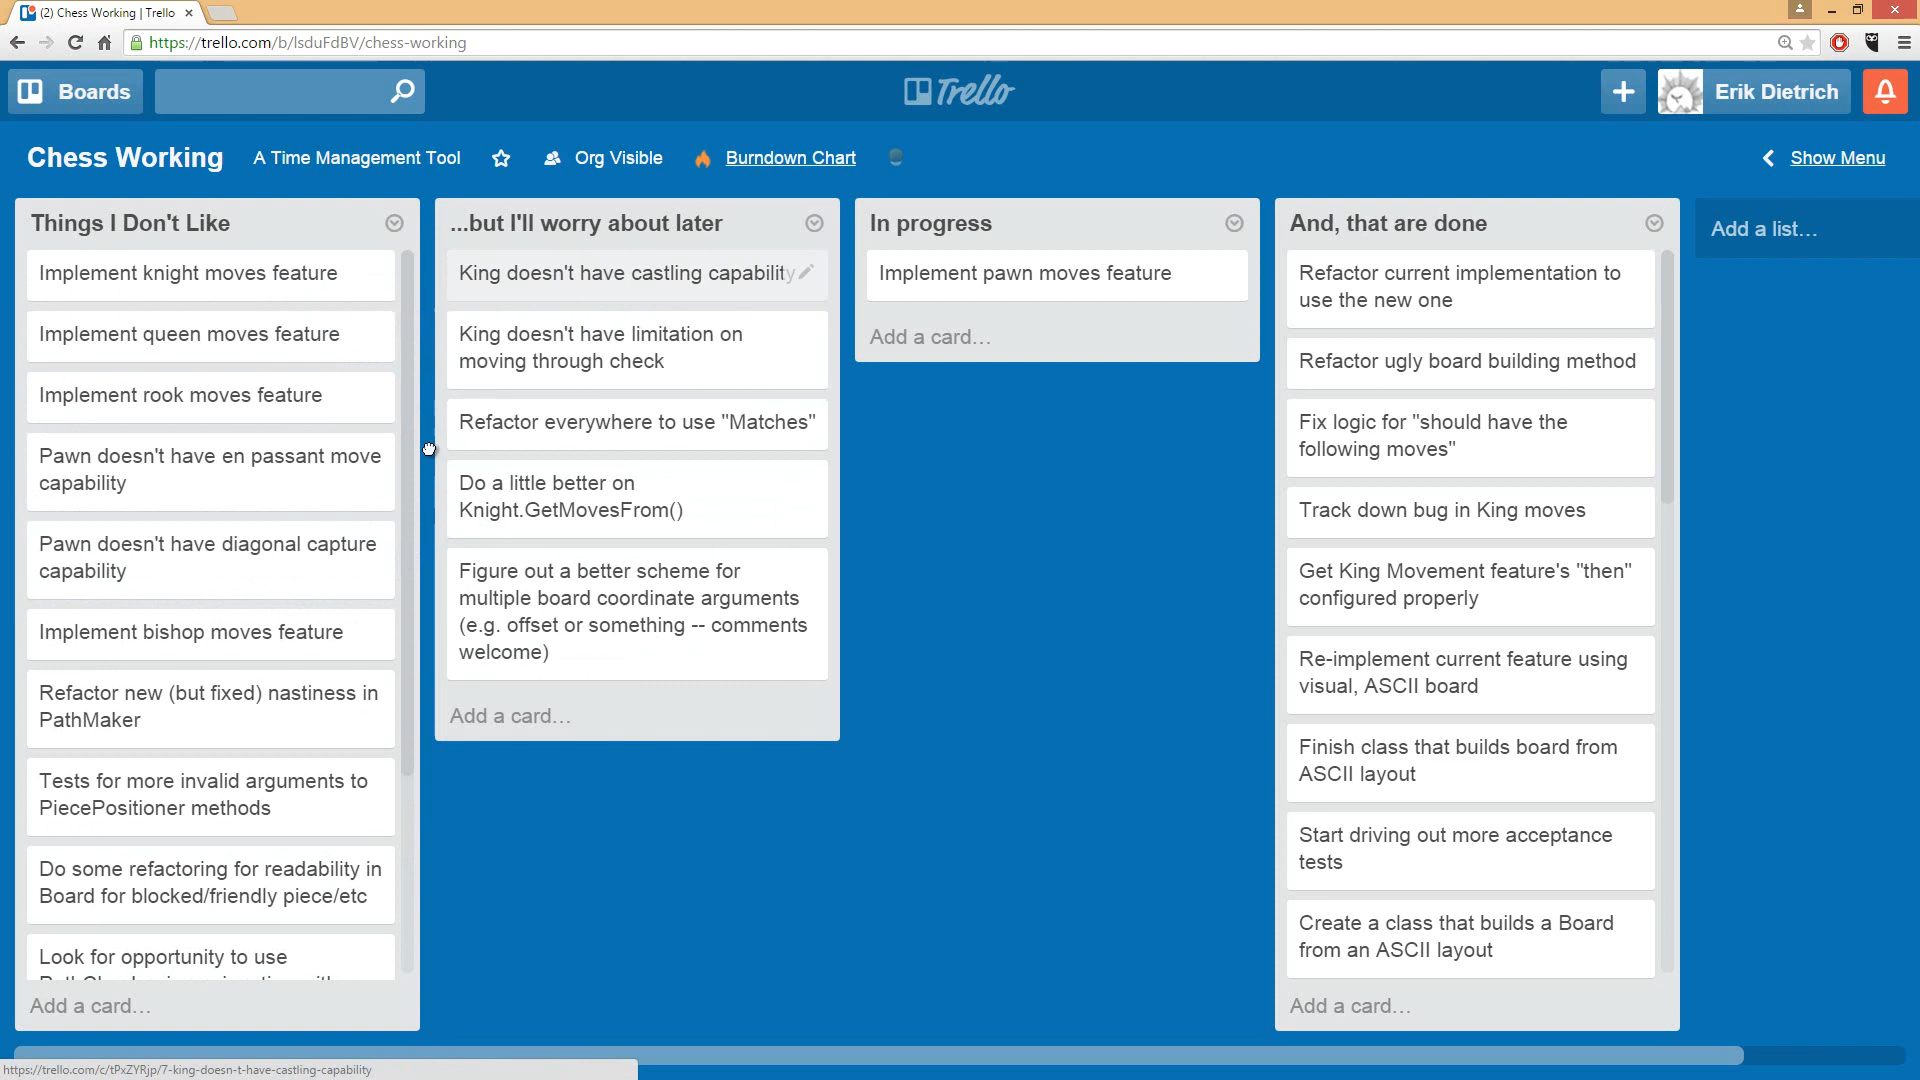 (2) Chess Working | Trello
https://trello.com/b/lsduFdBV/chess-working
Boards
Trello
Erik Dietrich
Chess Working
A Time Management Tool
Org Visible
Burndown Chart
Show Menu
Things I Don't Like
Implement knight moves feature
Implement queen moves feature
Implement rook moves feature
Pawn doesn't have en passant move
capability
Pawn doesn't have diagonal capture
capability
Implement bishop moves feature
Refactor new (but fixed) nastiness in
PathMaker
Tests for more invalid arguments to
PiecePositioner methods
Do some refactoring for readability in
Board for blocked/friendly piece/etc
Look for opportunity to use
Add a card…
...but I'll worry about later
King doesn't have castling capability
King doesn't have limitation on
moving through check
Refactor everywhere to use "Matches"
Do a little better on
Knight.GetMovesFrom()
Figure out a better scheme for
multiple board coordinate arguments
(e.g. offset or something -- comments
welcome)
Add a card…
In progress
Implement pawn moves feature
Add a card…
And, that are done
Refactor current implementation to
use the new one
Refactor ugly board building method
Fix logic for "should have the
following moves"
Track down bug in King moves
Get King Movement feature's "then"
configured properly
Re-implement current feature using
visual, ASCII board
Finish class that builds board from
ASCII layout
Start driving out more acceptance
tests
Create a class that builds a Board
from an ASCII layout
Add a card…
Add a list…
https://trello.com/c/tPxZYRjp/7-king-doesn-t-have-castling-capability